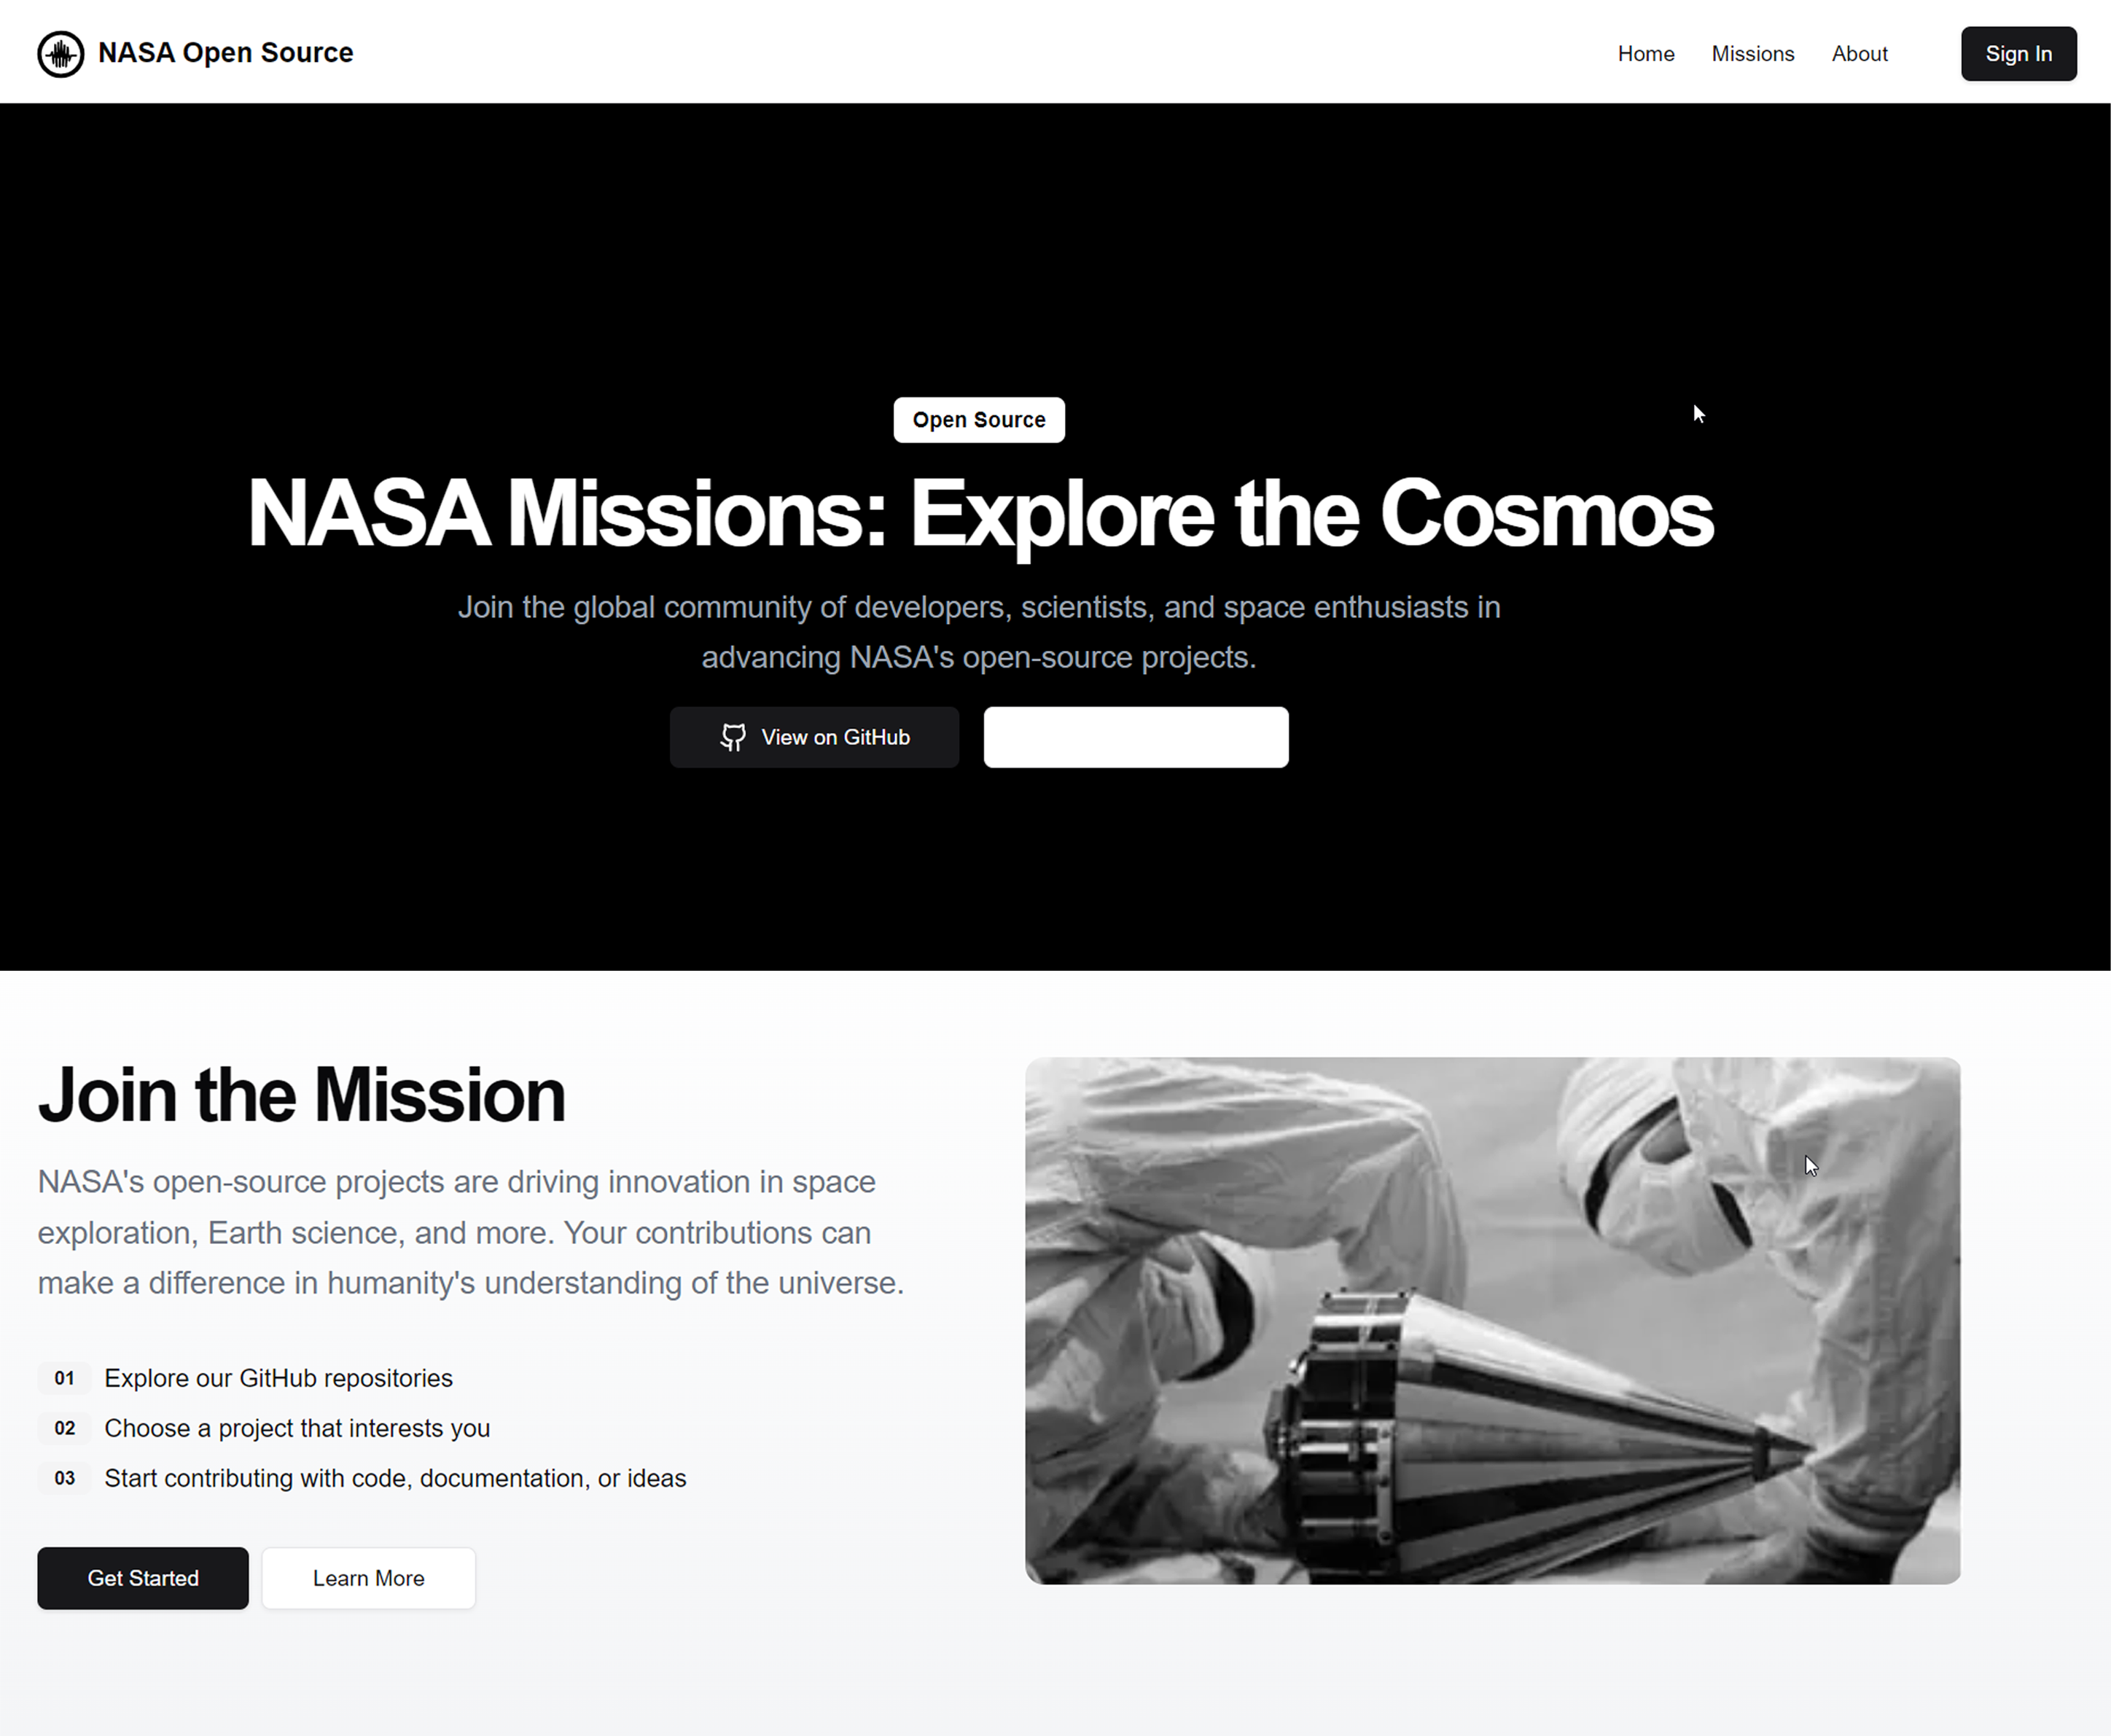 NASA Open Source
Home
Missions
About
Sign In
Open Source
NASA Missions: Explore the Cosmos
Join the global community of developers, scientists, and space enthusiasts in
advancing NASA's open-source projects.
View on GitHub
Join the Mission
NASA's open-source projects are driving innovation in space
exploration, Earth science, and more. Your contributions can
make a difference in humanity's understanding of the universe.
01 Explore our GitHub repositories
02 Choose a project that interests you
03 Start contributing with code, documentation, or ideas
Get Started
Learn More